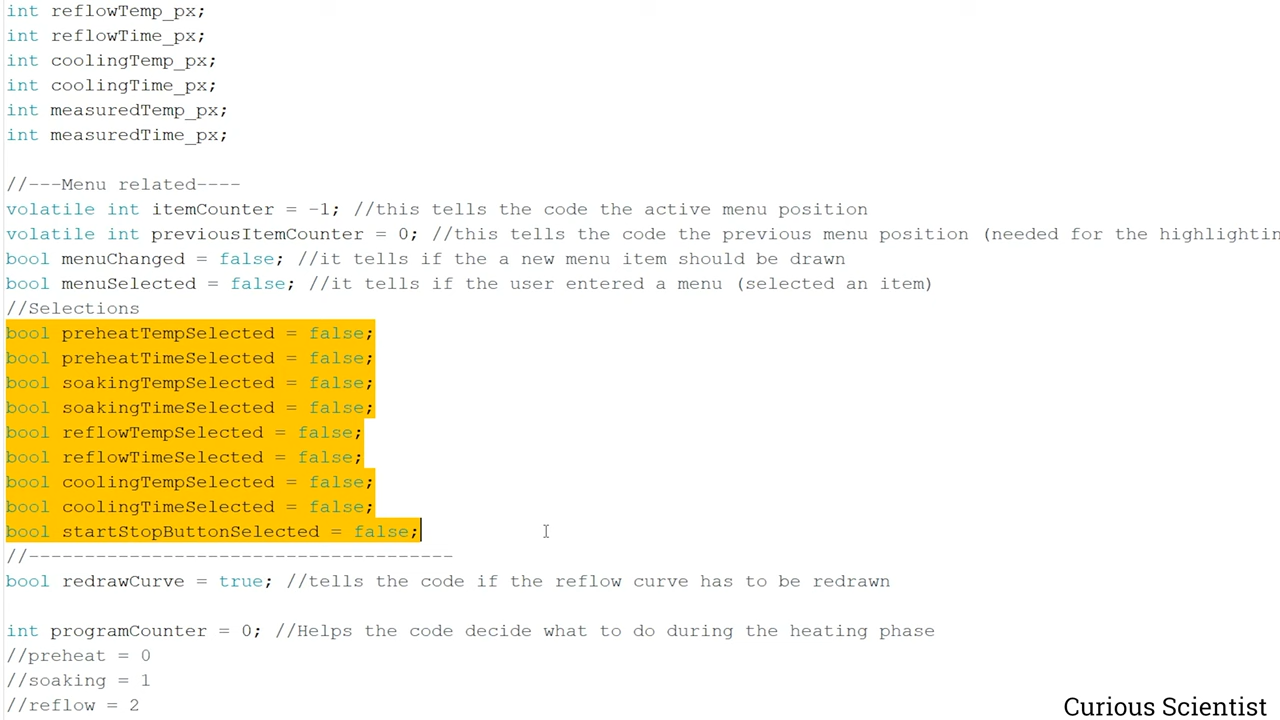 int reflowTemp_px;
int reflowTime_px;
int coolingTemp_px;
int coolingTime_px;
int measuredTemp_px;
int measuredTime_px;
//---Menu related----
volatile int itemCounter = -1; //this tells the code the active menu position
volatile int previousItemCounter = 0; //this tells the code the previous menu position (needed for the highlightin
bool menuChanged = false; //it tells if the a new menu item should be drawn
bool menuSelected = false; //it tells if the user entered a menu (selected an item)
//Selections
bool preheatTempSelected = false;
bool preheatTimeSelected = false;
bool soakingTempSelected = false;
bool soakingTimeSelected = false;
bool reflowTempSelected = false;
bool reflowTimeSelected = false;
bool coolingTempSelected = false;
bool coolingTimeSelected = false;
bool startStopButtonSelected = false;
//--------------------------------------
bool redrawCurve = true; //tells the code if the reflow curve has to be redrawn
int programCounter = 0; //Helps the code decide what to do during the heating phase
//preheat = 0
//soaking = 1
//reflow = 2
Curious Scientist